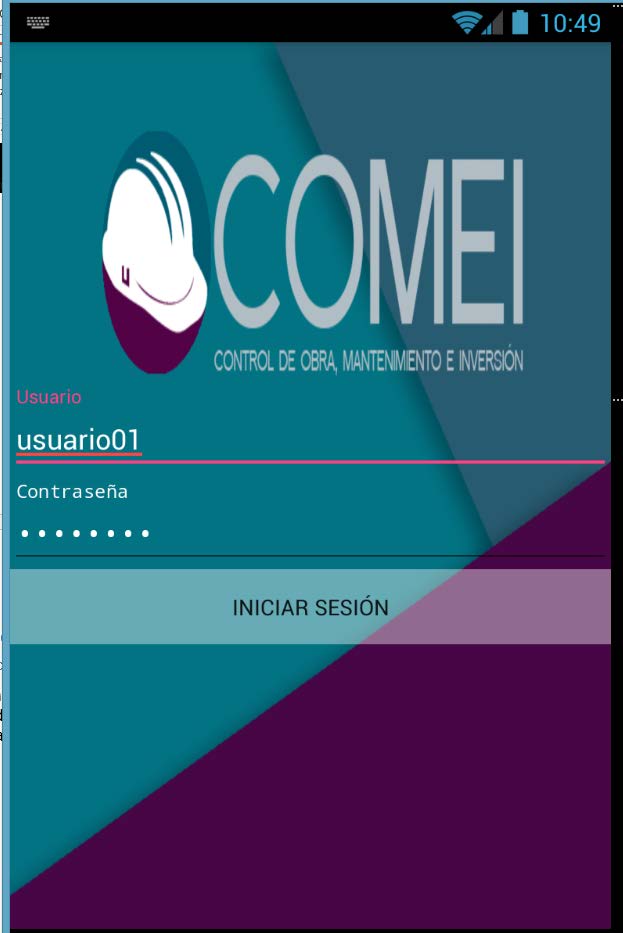 10:49
COMEI
CONTROL DE OBRA, MANTENIMIENTO E INVERSIÓN
Usuario
usuario01
Contraseña
INICIAR SESIÓN